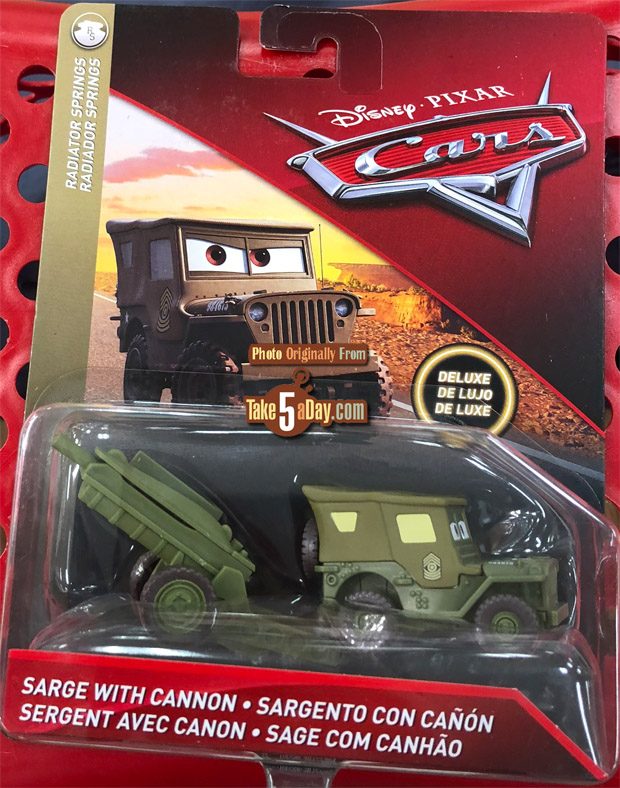 RS
RADIATOR SPRINGS
RADIADOR SPRINGS
DISNEY · PIXAR
Cars
Photo Originally From
Take5aDay.com
DELUXE
DE LUJO
DE LUXE
SARGE WITH CANNON • SARGENTO CON CAÑÓN
SERGENT AVEC CANON • SAGE COM CANHÃO